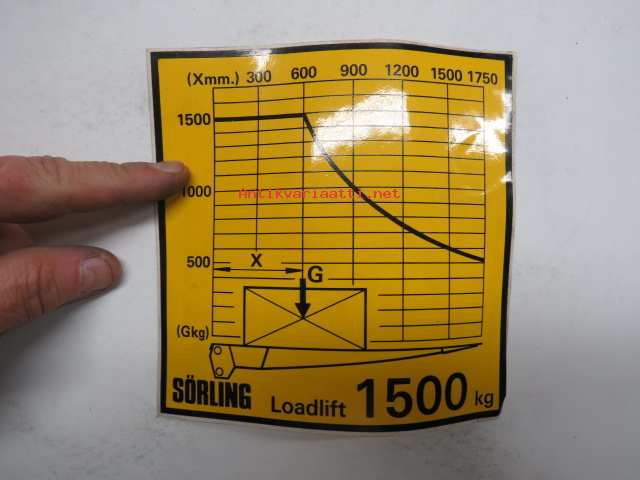 (Xmm.) 300 600 900 1200 1500 1750
1500
1000
Antikvariaatti.net
500
X
G
(Gkg)
SÖRLING Loadlift 1500 kg